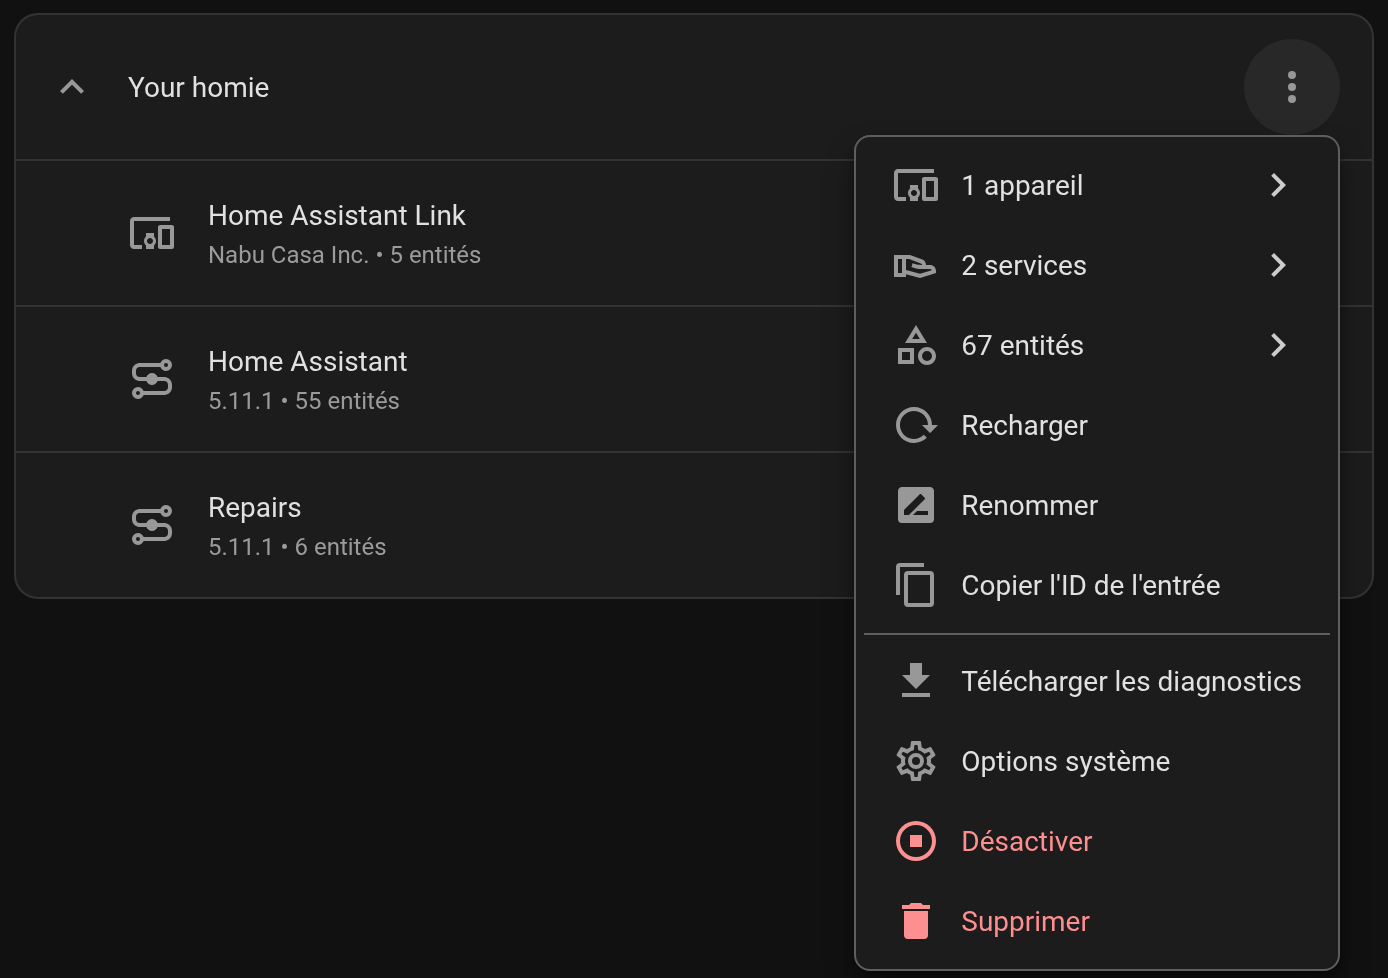 Your homie
Home Assistant Link
Nabu Casa Inc. • 5 entités
Home Assistant
5.11.1 • 55 entités
Repairs
5.11.1 • 6 entités
1 appareil
2 services
67 entités
Recharger
Renommer
Copier l'ID de l'entrée
Télécharger les diagnostics
Options système
Désactiver
Supprimer